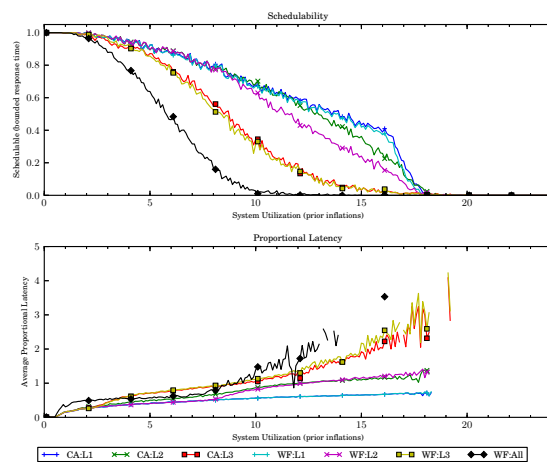 Schedulability
Schedulable (bounded response time)
1.0
0.8
0.6
0.4
0.2
0.0
0 5 10 15 20
System Utilization (prior inflations)
Proportional Latency
Average Proportional Latency
5
4
3
2
1
0
0 5 10 15 20
System Utilization (prior inflations)
CA:L1 CA:L2 CA:L3 WF:L1 WF:L2 WF:L3 WF:All